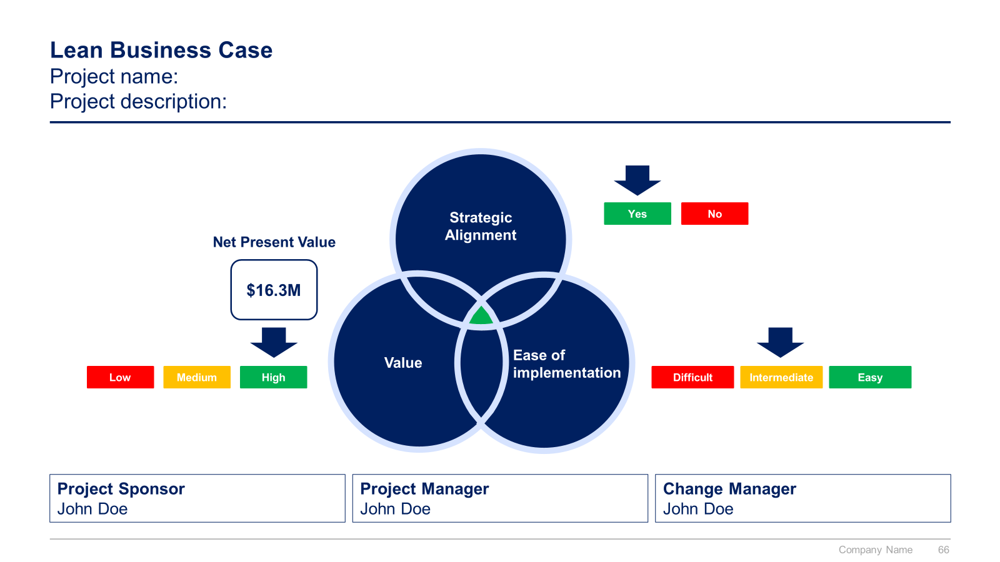 Lean Business Case
Project name:
Project description:
Strategic
Alignment
Yes
No
Net Present Value
$16.3M
Value
Ease of
implementation
Low
Medium
High
Difficult
Intermediate
Easy
Project Sponsor
John Doe
Project Manager
John Doe
Change Manager
John Doe
Company Name
66